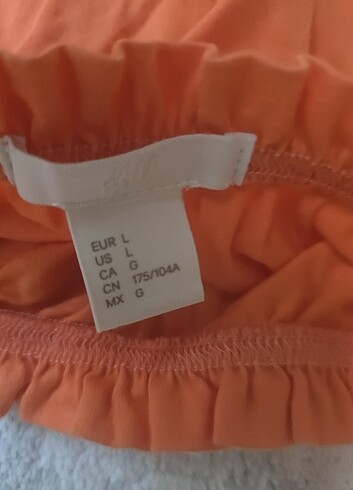 EUR L
US L
CA G
CN 175/104A
MX G